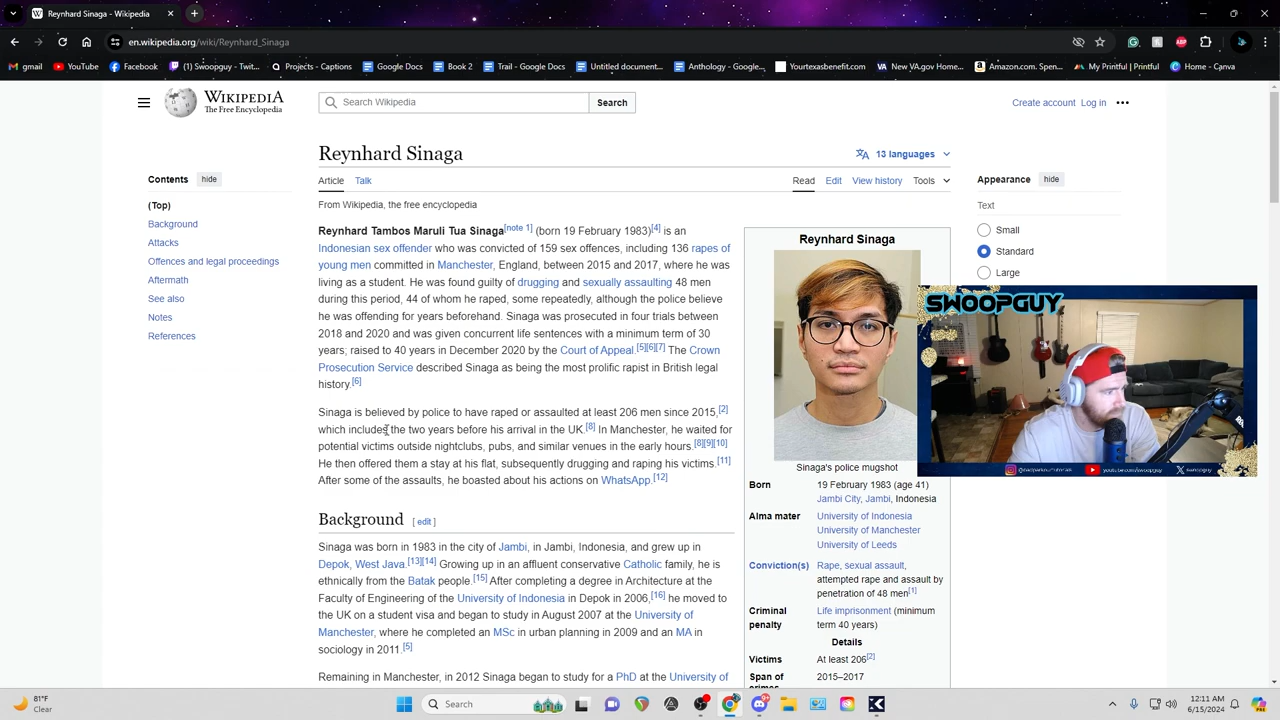 Reynhard Sinaga - Wikipedia
en.wikipedia.org/wiki/Reynhard_Sinaga
gmail YouTube Facebook (1) Swoopguy - Twit... Projects - Captions Google Docs Book 2 Trail - Google Docs Untitled document... Anthology - Google... Yourtexasbenefit.com New VA.gov Home... Amazon.com. Spen... My Printful | Printful Home - Canva
WIKIPEDIA
The Free Encyclopedia
Search Wikipedia
Search
Create account Log in
Reynhard Sinaga
13 languages
Contents hide
Article Talk
Read Edit View history Tools
Appearance hide
(Top)
Background
Attacks
Offences and legal proceedings
Aftermath
See also
Notes
References
Text
Small
Standard
Large
From Wikipedia, the free encyclopedia
Reynhard Tambos Maruli Tua Sinaga[note 1] (born 19 February 1983)[4] is an
Indonesian sex offender who was convicted of 159 sex offences, including 136 rapes of
young men committed in Manchester, England, between 2015 and 2017, where he was
living as a student. He was found guilty of drugging and sexually assaulting 48 men
during this period, 44 of whom he raped, some repeatedly, although the police believe
he was offending for years beforehand. Sinaga was prosecuted in four trials between
2018 and 2020 and was given concurrent life sentences with a minimum term of 30
years; raised to 40 years in December 2020 by the Court of Appeal.[5][6][7] The Crown
Prosecution Service described Sinaga as being the most prolific rapist in British legal
history.[6]
Sinaga is believed by police to have raped or assaulted at least 206 men since 2015,[2]
which includes the two years before his arrival in the UK.[8] In Manchester, he waited for
potential victims outside nightclubs, pubs, and similar venues in the early hours.[8][9][10]
He then offered them a stay at his flat, subsequently drugging and raping his victims.[11]
After some of the assaults, he boasted about his actions on WhatsApp.[12]
Background [ edit ]
Sinaga was born in 1983 in the city of Jambi, in Jambi, Indonesia, and grew up in
Depok, West Java.[13][14] Growing up in an affluent conservative Catholic family, he is
ethnically from the Batak people.[15] After completing a degree in Architecture at the
Faculty of Engineering of the University of Indonesia in Depok in 2006,[16] he moved to
the UK on a student visa and began to study in August 2007 at the University of
Manchester, where he completed an MSc in urban planning in 2009 and an MA in
sociology in 2011.[5]
Remaining in Manchester, in 2012 Sinaga began to study for a PhD at the University of
Reynhard Sinaga
Sinaga's police mugshot
Born 19 February 1983 (age 41)
Jambi City, Jambi, Indonesia
Alma mater University of Indonesia
University of Manchester
University of Leeds
Conviction(s) Rape, sexual assault,
attempted rape and assault by
penetration of 48 men[1]
Criminal penalty Life imprisonment (minimum
term 40 years)
Details
Victims At least 206[2]
Span of 2015–2017
crimes
SWOOPGUY
youtube.com/swoopguy
swoopguy
81°F
Clear
Search
12:11 AM
6/15/2024